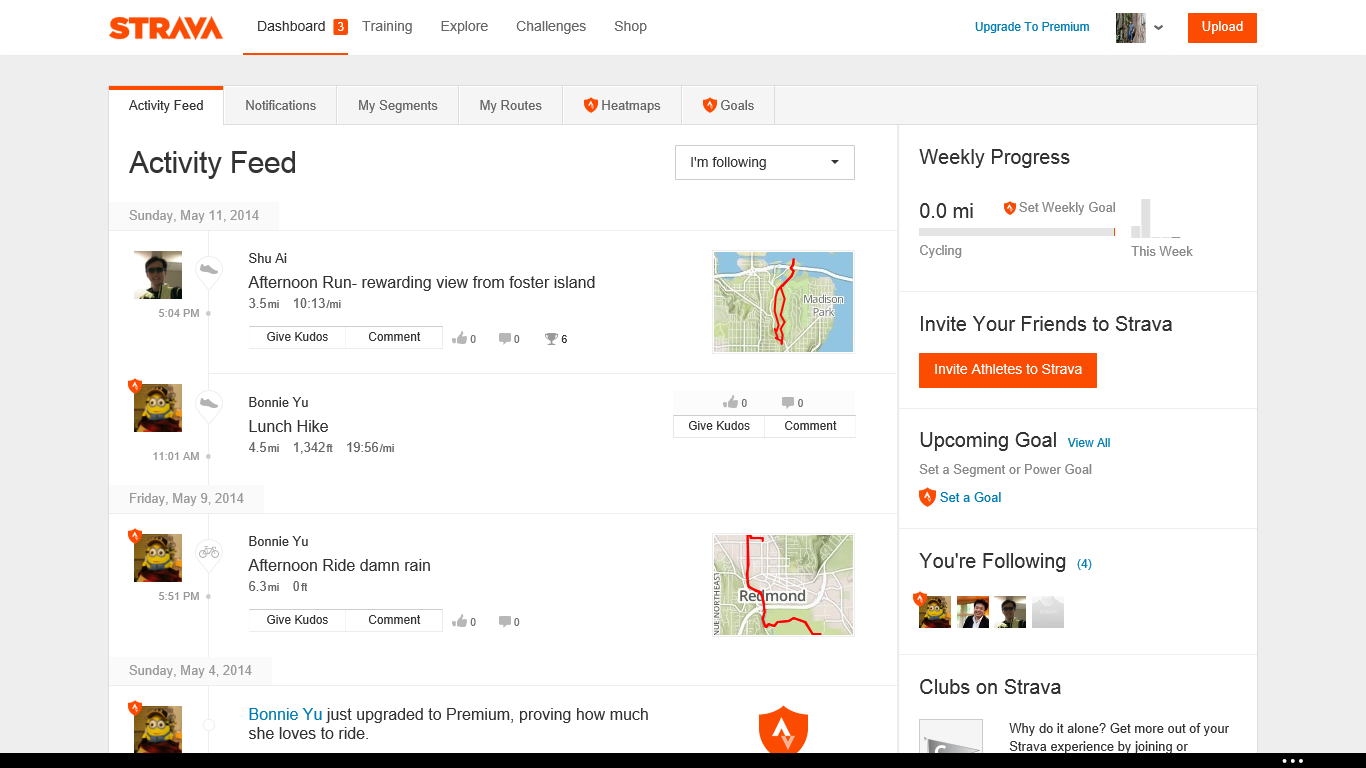 STRAVA
Dashboard 3 Training Explore Challenges Shop
Upgrade To Premium
Upload
Activity Feed Notifications My Segments My Routes Heatmaps Goals
Activity Feed
I'm following
Sunday, May 11, 2014
Shu Ai
Afternoon Run- rewarding view from foster island
3.5mi 10:13/mi
5:04 PM
Give Kudos Comment 0 0 6
Madison
Park
Bonnie Yu
Lunch Hike
4.5mi 1,342ft 19:56/mi
11:01 AM
0 0
Give Kudos Comment
Friday, May 9, 2014
Bonnie Yu
Afternoon Ride damn rain
6.3mi 0ft
5:51 PM
Give Kudos Comment 0 0
Redmond
NUE NORTHEAST
Sunday, May 4, 2014
Bonnie Yu just upgraded to Premium, proving how much
she loves to ride.
Weekly Progress
0.0 mi
Set Weekly Goal
Cycling
This Week
Invite Your Friends to Strava
Invite Athletes to Strava
Upcoming Goal View All
Set a Segment or Power Goal
Set a Goal
You're Following (4)
Clubs on Strava
Why do it alone? Get more out of your
Strava experience by joining or